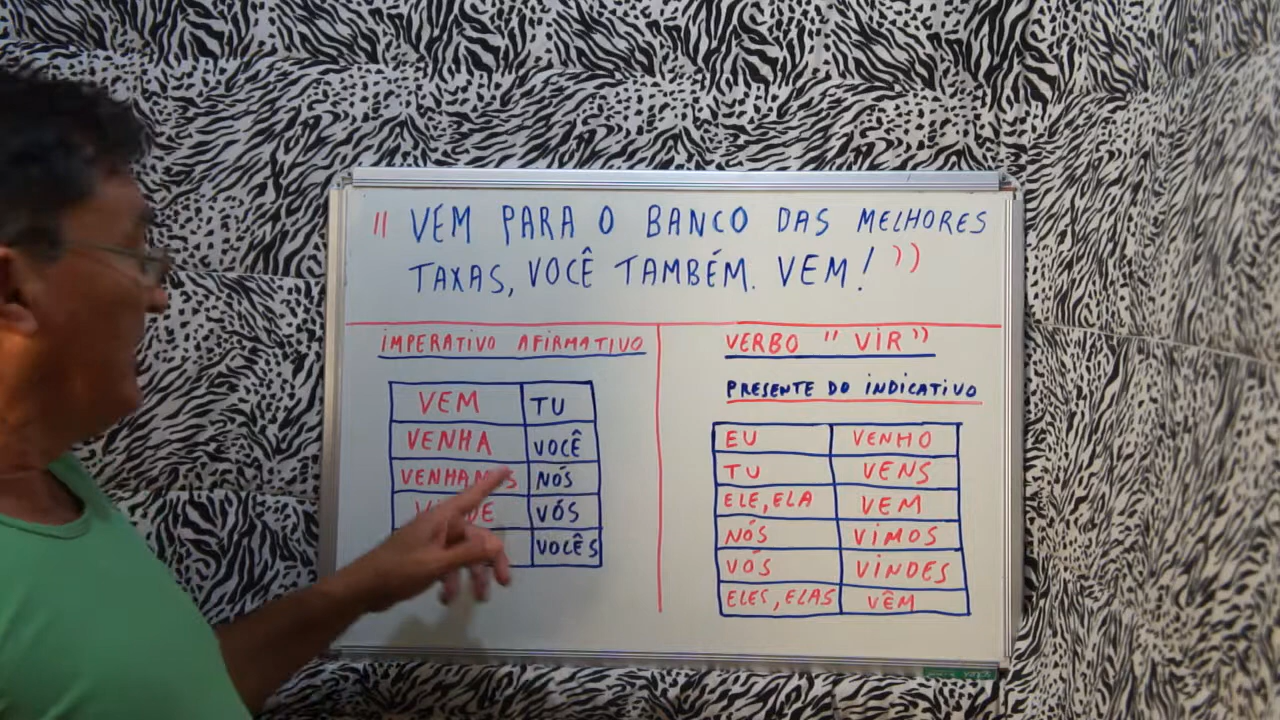 " VEM PARA O BANCO DAS MELHORES
TAXAS, VOCÊ TAMBÉM. VEM! "
IMPERATIVO AFIRMATIVO
VEM TU
VENHA VOCÊ
VENHAMOS NÓS
VÓS
VOCÊS
VERBO " VIR "
PRESENTE DO INDICATIVO
EU VENHO
TU VENS
ELE, ELA VEM
NÓS VIMOS
VÓS VINDES
ELES, ELAS VÊM